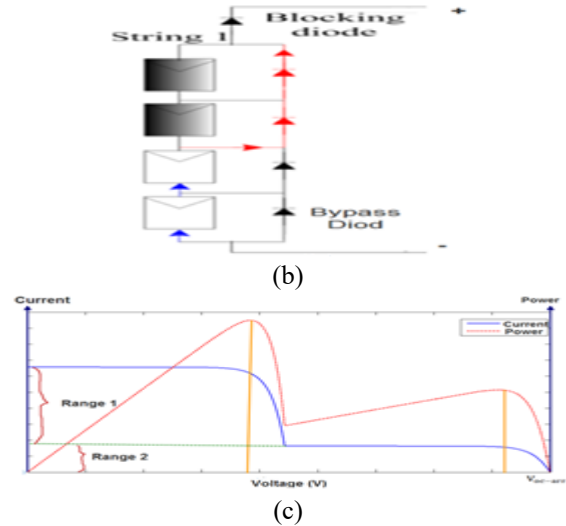 +
Blocking
diode
String 1
Bypass
Diod
-
(b)
Current
Power
Current
Power
Range 1
Range 2
Voltage (V)
(c)